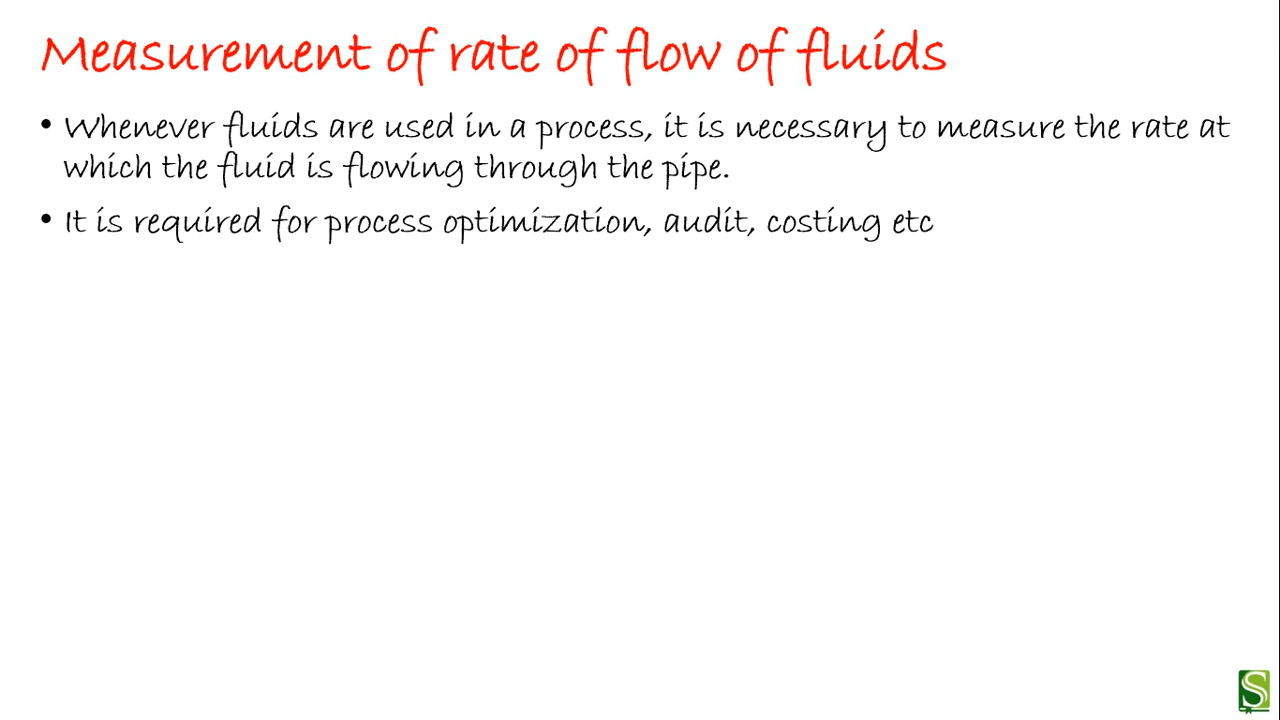 Measurement of rate of flow of fluids
• Whenever fluids are used in a process, it is necessary to measure the rate at
which the fluid is flowing through the pipe.
• It is required for process optimization, audit, costing etc
S